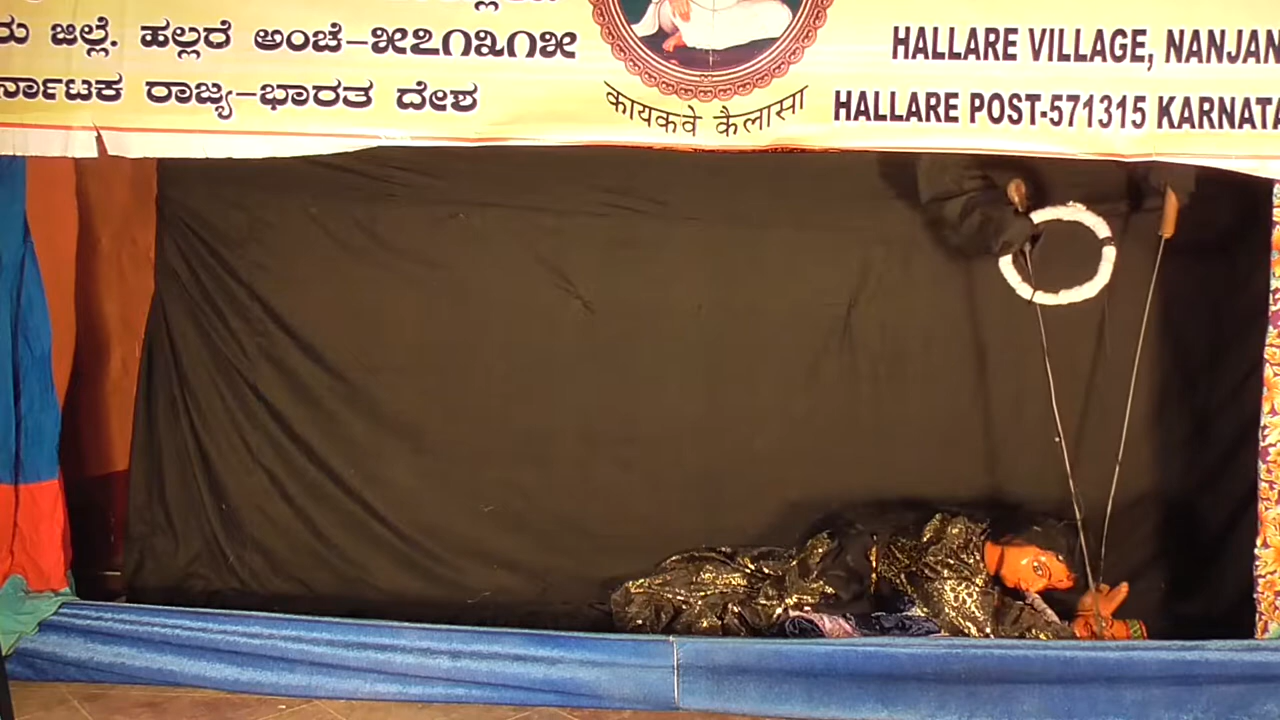 ಜಿಲ್ಲೆ. ಹಲ್ಲರೆ ಅಂಚೆ-೫೭೧೩೧೫
ರ್ನಾಟಕ ರಾಜ್ಯ-ಭಾರತ ದೇಶ
कायकवे कैलासा
HALLARE VILLAGE, NANJAN
HALLARE POST-571315 KARNATA